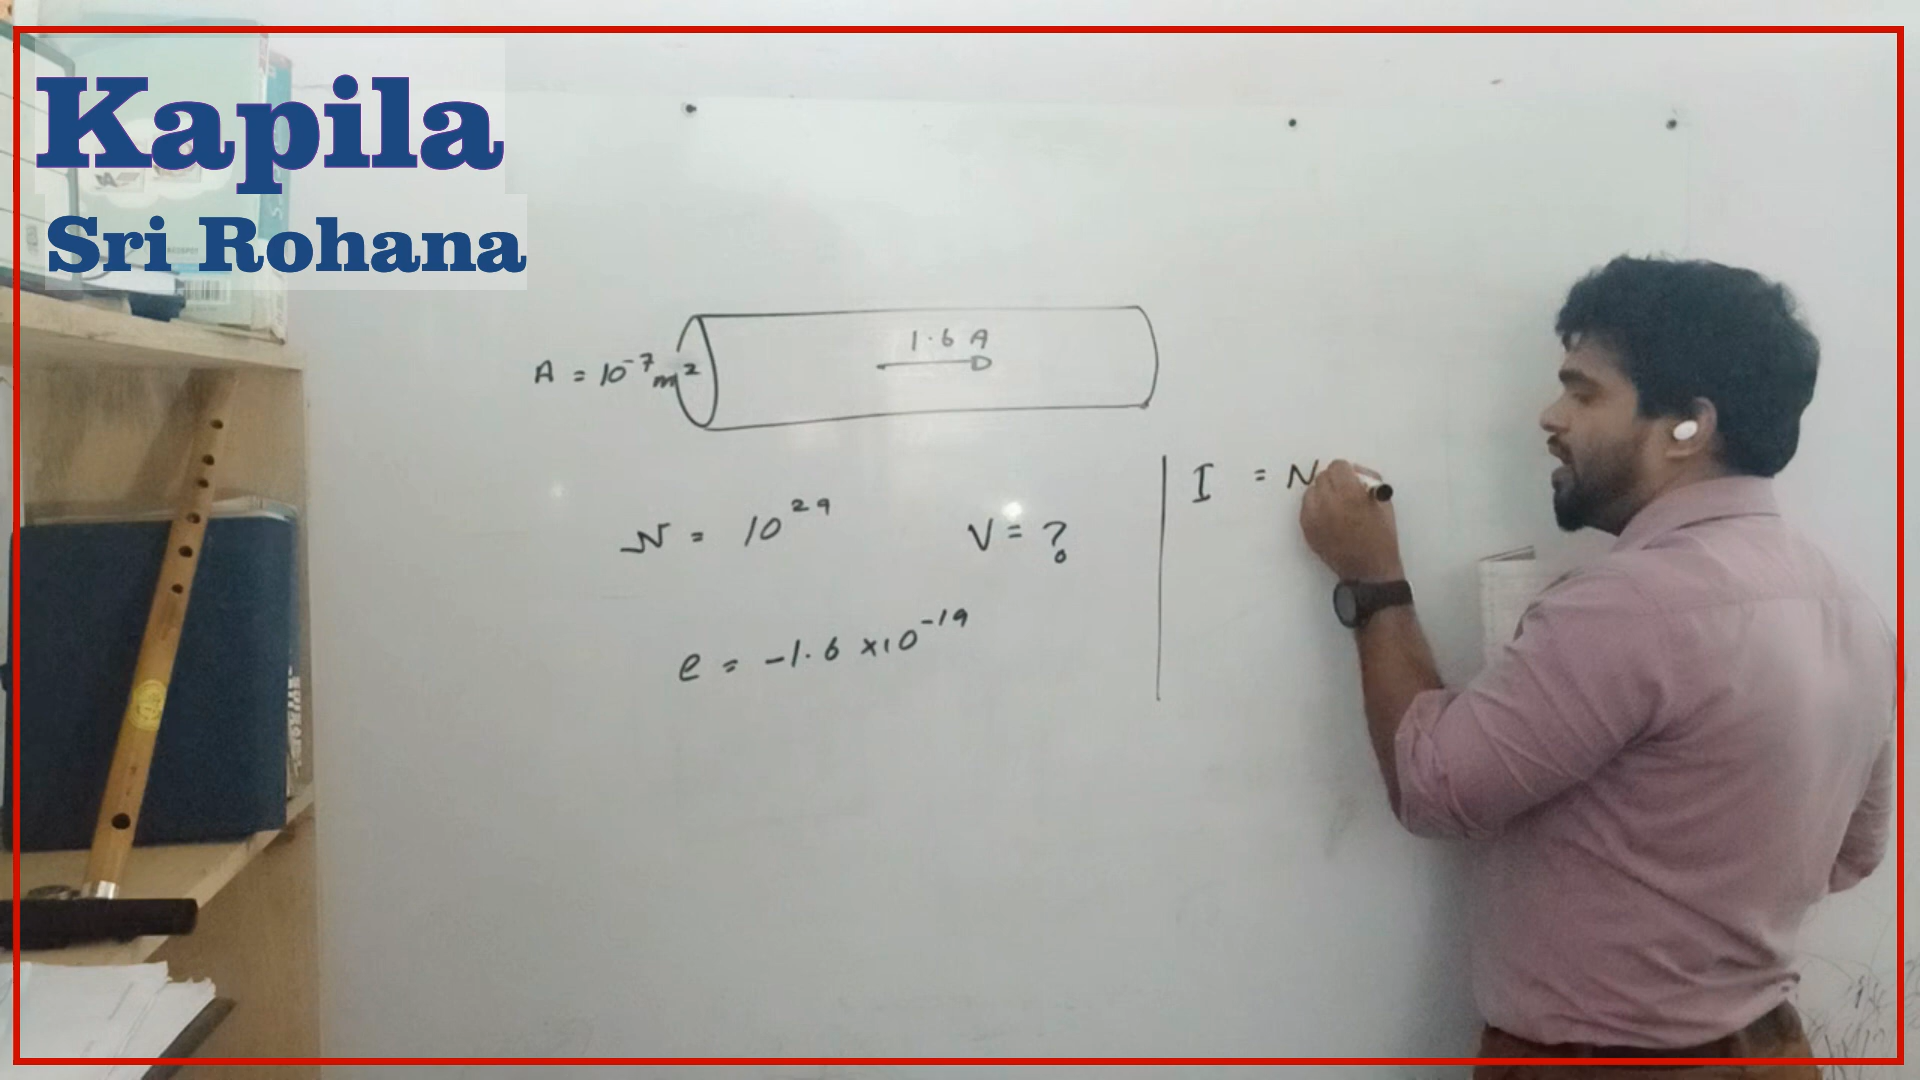 Kapila
Sri Rohana
1.6 A
A = 10⁻⁷ m²
I = N
N = 10²⁹
V = ?
e = -1.6 ×10⁻¹⁹